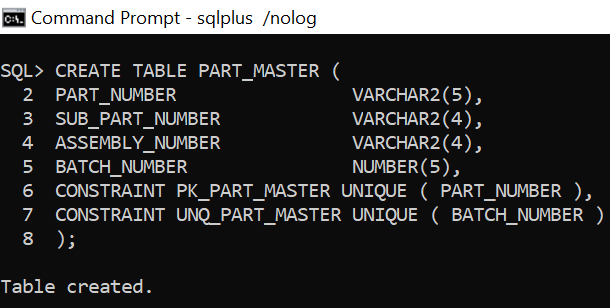 Command Prompt - sqlplus /nolog
SQL> CREATE TABLE PART_MASTER (
2 PART_NUMBER VARCHAR2(5),
3 SUB_PART_NUMBER VARCHAR2(4),
4 ASSEMBLY_NUMBER VARCHAR2(4),
5 BATCH_NUMBER NUMBER(5),
6 CONSTRAINT PK_PART_MASTER UNIQUE ( PART_NUMBER ),
7 CONSTRAINT UNQ_PART_MASTER UNIQUE ( BATCH_NUMBER )
8 );
Table created.